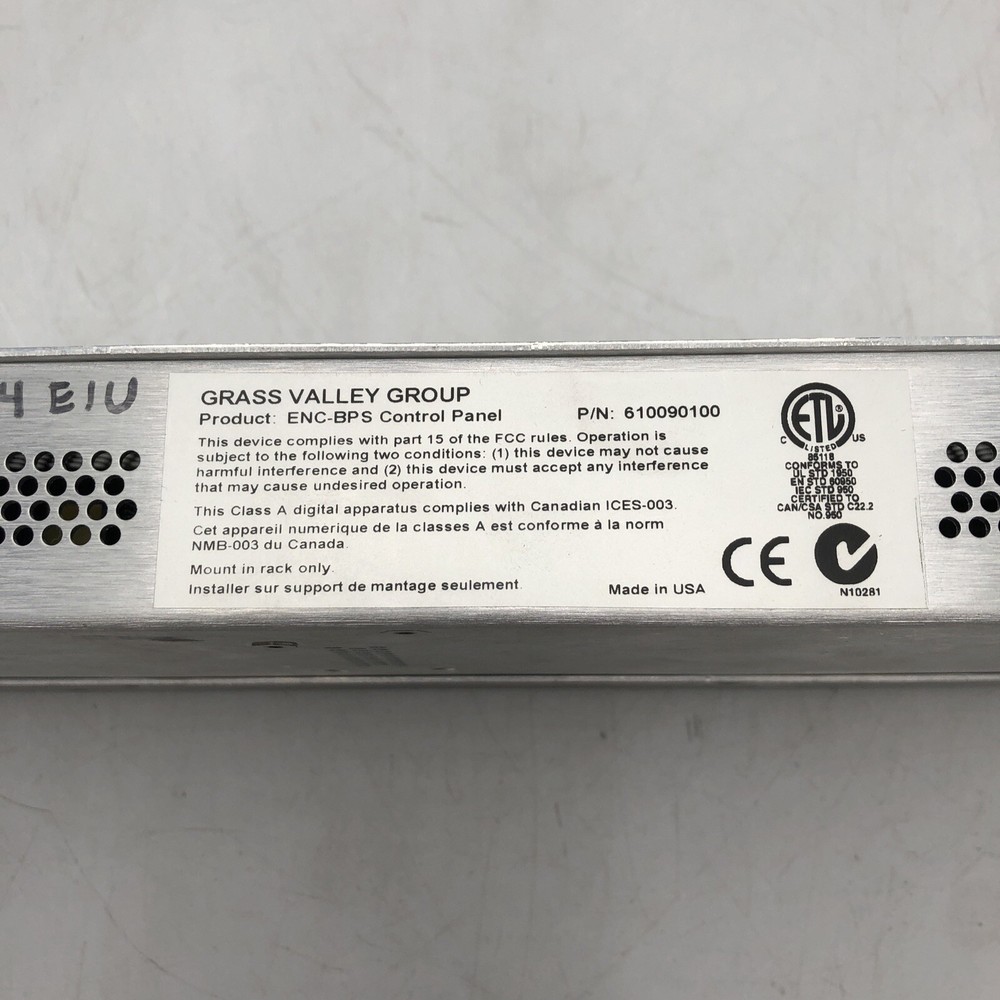 4 EIU
GRASS VALLEY GROUP
Product: ENC-BPS Control Panel P/N: 610090100
This device complies with part 15 of the FCC rules. Operation is
subject to the following two conditions: (1) this device may not cause
harmful interference and (2) this device must accept any interference
that may cause undesired operation.
This Class A digital apparatus complies with Canadian ICES-003.
Cet appareil numerique de la classes A est conforme à la norm
NMB-003 du Canada.
Mount in rack only.
Installer sur support de mantage seulement.
Made in USA
ETL ®
C US
LISTED
85118
CONFORMS TO
UL STD 1950
EN STD 60950
IEC STD 950
CERTIFIED TO
CAN/CSA STD C22.2
NO.950
CE
N10281